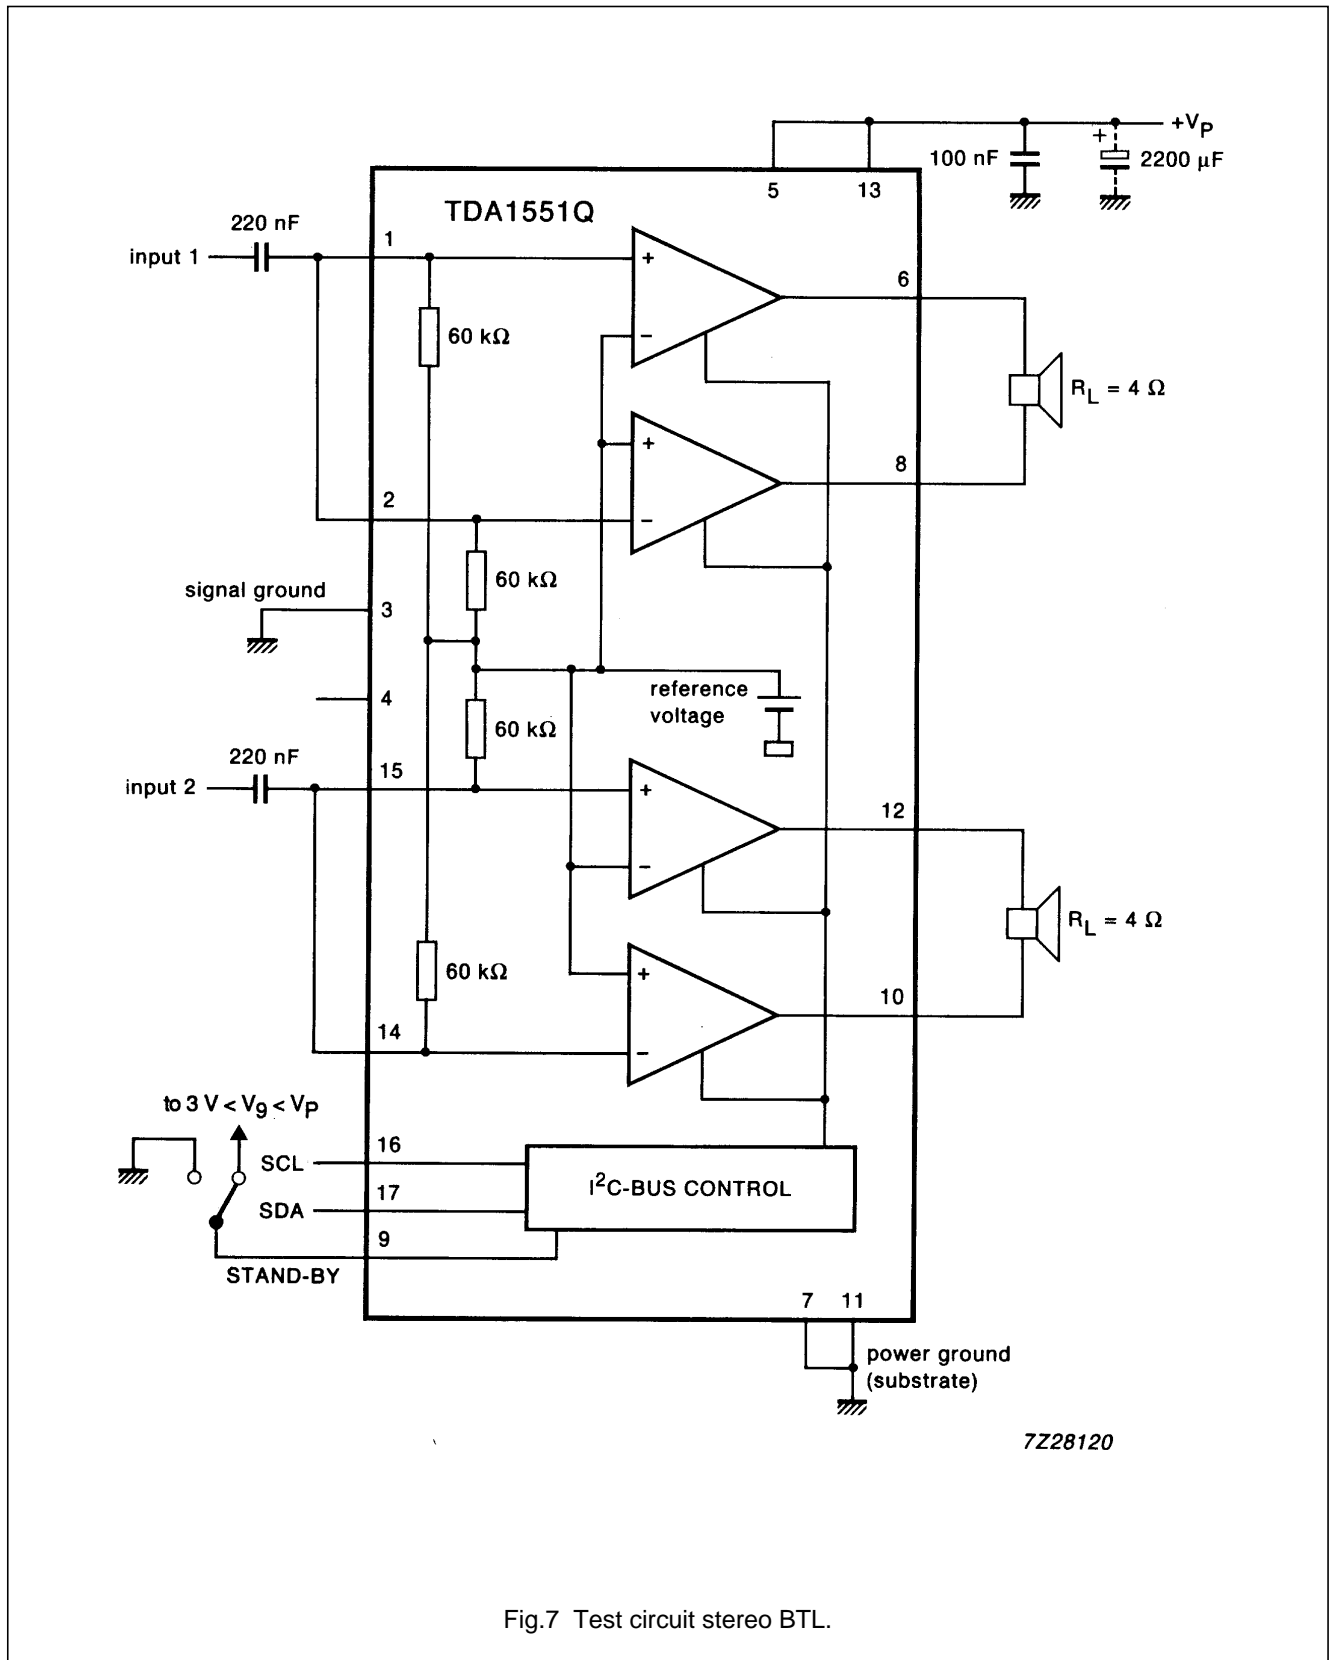 +VP
100 nF
+
2200 µF
5
13
TDA1551Q
220 nF
input 1
1
+
6
60 kΩ
−
RL = 4 Ω
+
8
2
−
60 kΩ
signal ground
3
reference
voltage
4
60 kΩ
220 nF
input 2
15
+
12
−
RL = 4 Ω
60 kΩ
+
10
14
−
to 3 V < V9 < VP
16
SCL
17
SDA
I²C-BUS CONTROL
9
STAND-BY
7
11
power ground
(substrate)
7Z28120
Fig.7 Test circuit stereo BTL.